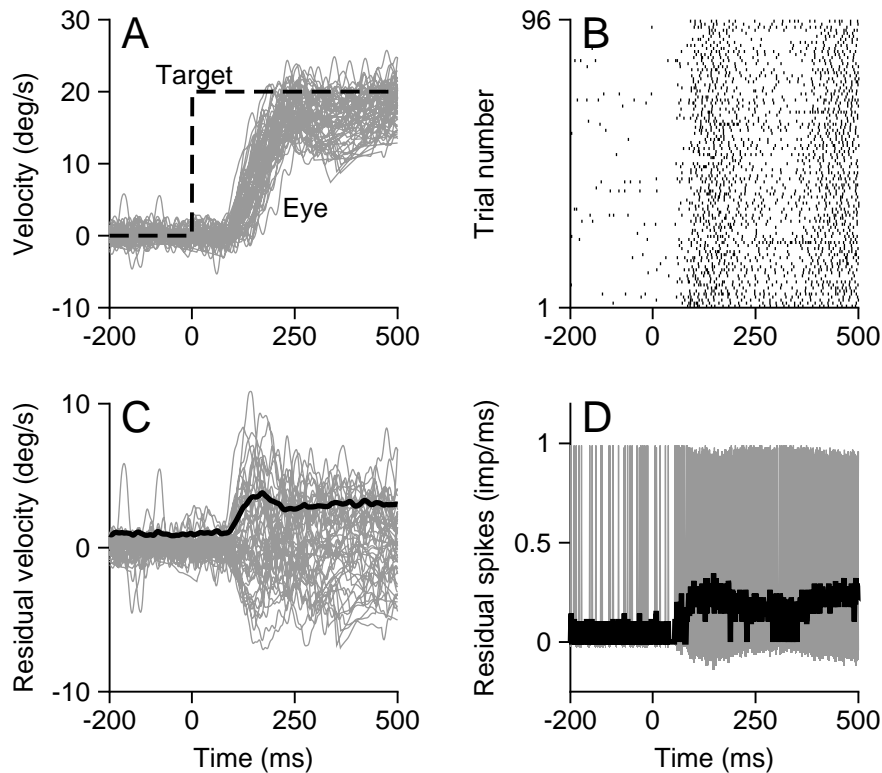 A
Velocity (deg/s)
30
20
10
0
-10
Target
Eye
-200
0
250
500
B
Trial number
96
1
-200
0
250
500
C
Residual velocity (deg/s)
10
0
-10
-200
0
250
500
Time (ms)
D
Residual spikes (imp/ms)
1
0.5
0
-200
0
250
500
Time (ms)